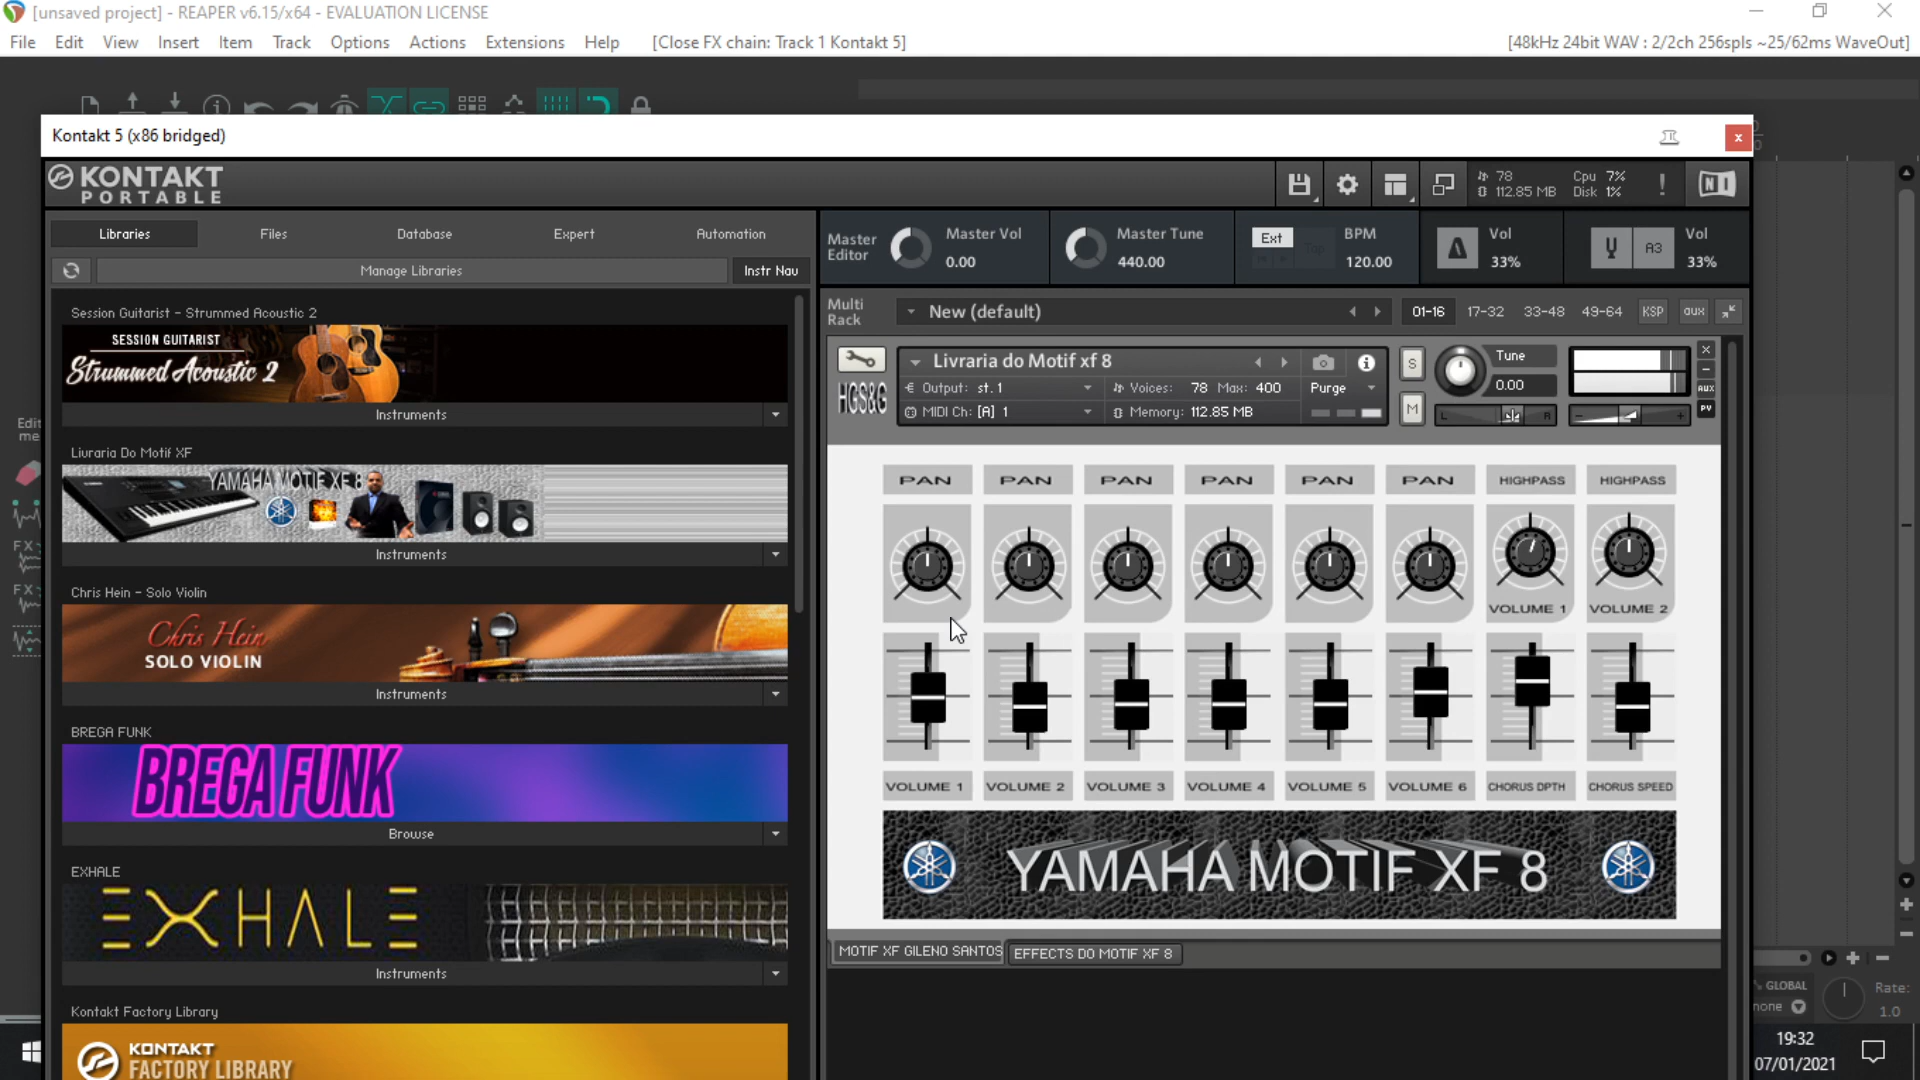 [unsaved project] - REAPER v6.15/x64 - EVALUATION LICENSE
File Edit View Insert Item Track Options Actions Extensions Help [Close FX chain: Track 1 Kontakt 5] [48kHz 24bit WAV : 2/2ch 256spls ~25/62ms WaveOut]
Kontakt 5 (x86 bridged)
KONTAKT
PORTABLE
78
112.85 MB
Cpu 7%
Disk 1%
!
Libraries Files Database Expert Automation
Manage Libraries Instr Nav
Master Editor
Master Vol
0.00
Master Tune
440.00
Ext
Tap
BPM
120.00
Vol
33%
A3
Vol
33%
Multi Rack
New (default)
01-16 17-32 33-48 49-64 KSP aux
Session Guitarist - Strummed Acoustic 2
SESSION GUITARIST
Strummed Acoustic 2
Instruments
Livraria Do Motif XF
YAMAHA MOTIF XF 8
Instruments
Chris Hein - Solo Violin
Chris Hein
SOLO VIOLIN
Instruments
BREGA FUNK
BREGA FUNK
Browse
EXHALE
EXHALE
Instruments
Kontakt Factory Library
KONTAKT
FACTORY LIBRARY
HGS&G
Livraria do Motif xf 8
Output: st.1 Voices: 78 Max: 400 Purge
MIDI Ch: [A] 1 Memory: 112.85 MB
S
M
Tune
0.00
L R
- +
AUX
PV
PAN PAN PAN PAN PAN PAN HIGHPASS HIGHPASS
VOLUME 1 VOLUME 2
VOLUME 1 VOLUME 2 VOLUME 3 VOLUME 4 VOLUME 5 VOLUME 6 CHORUS DPTH CHORUS SPEED
YAMAHA MOTIF XF 8
MOTIF XF GILENO SANTOS EFFECTS DO MOTIF XF 8
Edit
me
FX
FX
GLOBAL
none
Rate:
1.0
19:32
07/01/2021